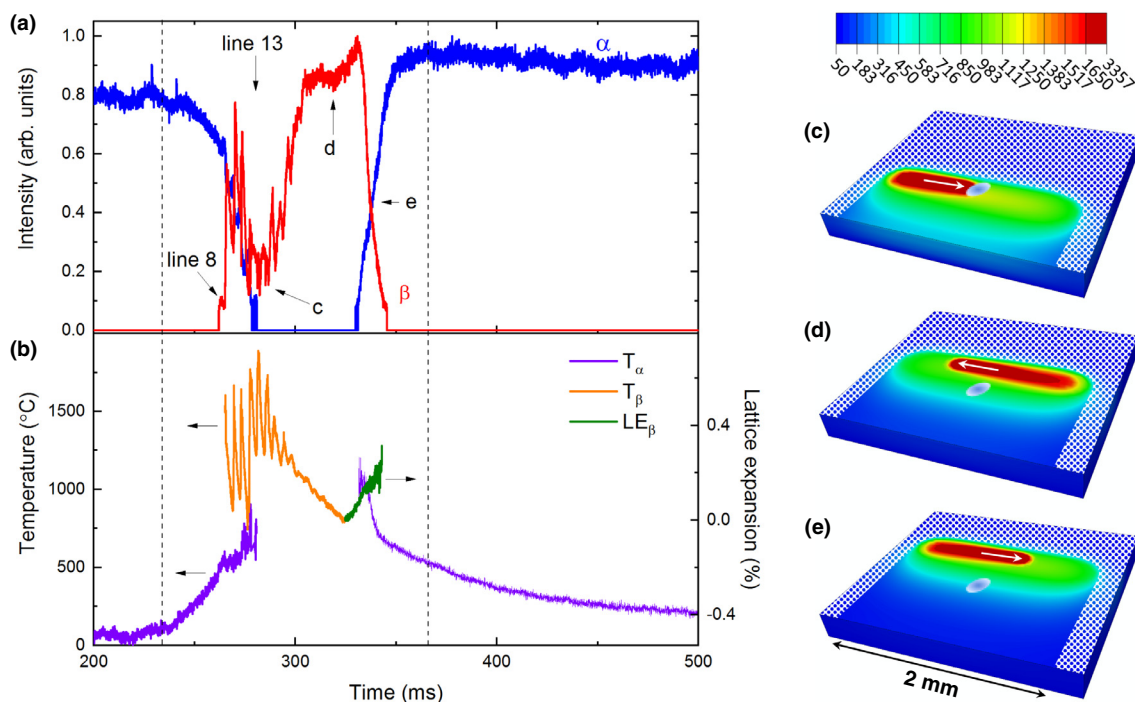 (a)
1.0
0.8
0.6
0.4
0.2
0.0
Intensity (arb. units)
line 13
α
d
e
line 8
c
β
(b)
1500
1000
500
0
Temperature (°C)
Tα
Tβ
LEβ
0.4
0.0
-0.4
Lattice expansion (%)
200
300
400
500
Time (ms)
50
183
316
450
583
716
850
983
1117
1250
1383
1517
1650
3357
(c)
(d)
(e)
2 mm